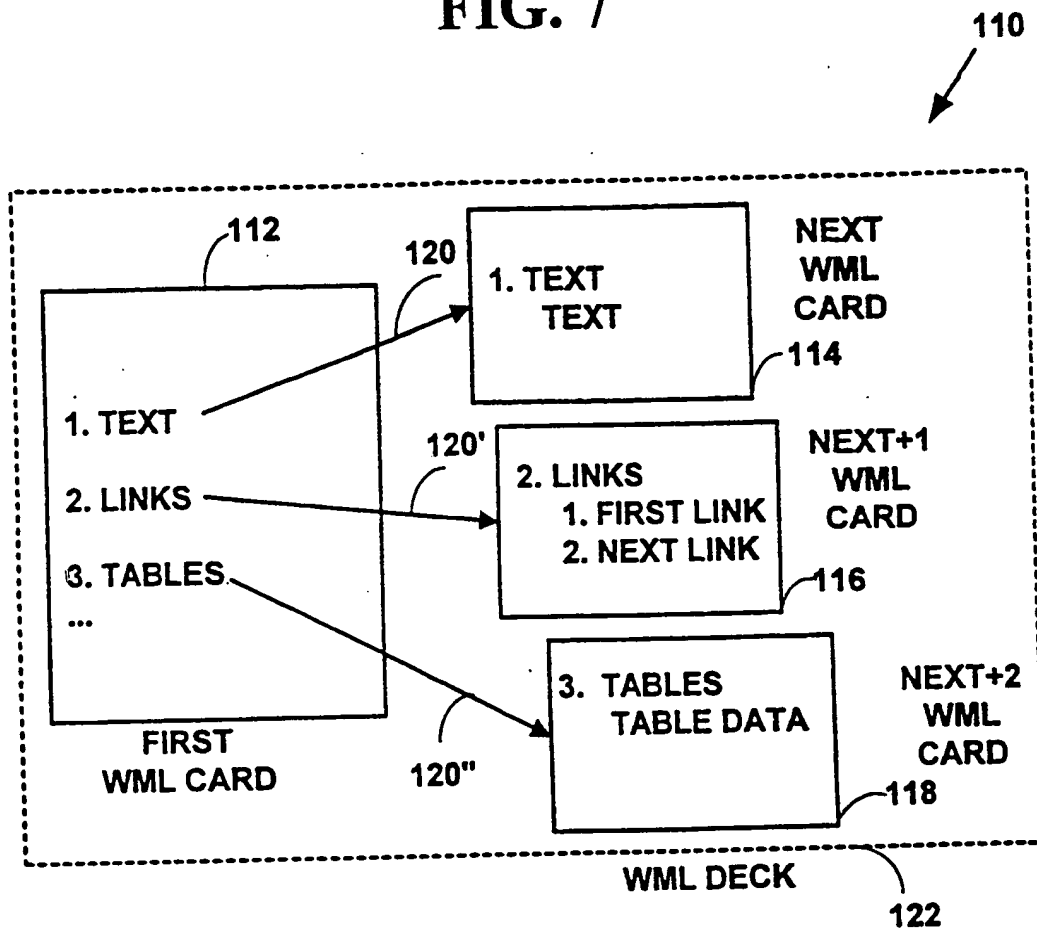 FIG. 7
110
112
120
1. TEXT
TEXT
NEXT
WML
CARD
114
1. TEXT
2. LINKS
3. TABLES
...
120'
2. LINKS
1. FIRST LINK
2. NEXT LINK
NEXT+1
WML
CARD
116
3. TABLES
TABLE DATA
NEXT+2
WML
CARD
118
FIRST
WML CARD
120"
WML DECK
122